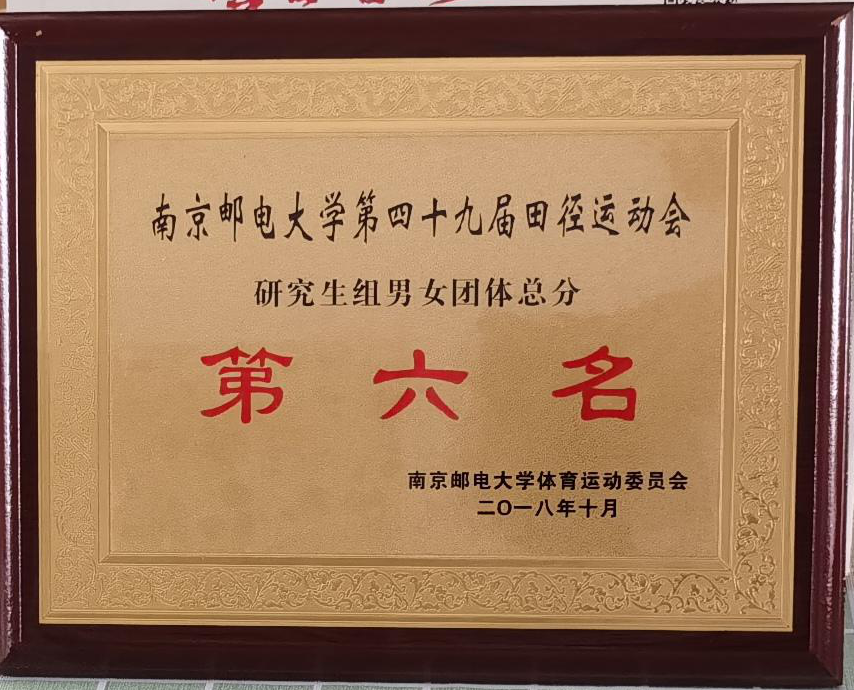 南京邮电大学第四十九届田径运动会
研究生组男女团体总分
第六名
南京邮电大学体育运动委员会
二〇一八年十月